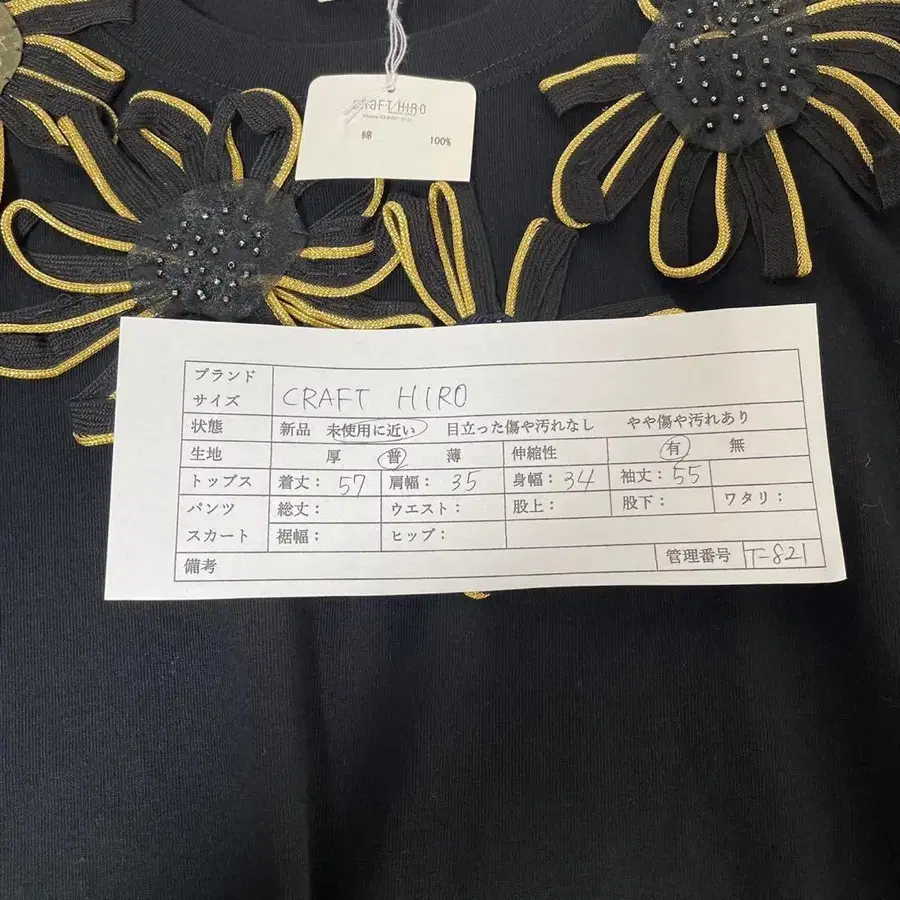 CRAFT HIRO
綿 100%
ブランド
サイズ CRAFT HIRO
状態 新品 未使用に近い 目立った傷や汚れなし やや傷や汚れあり
生地 厚 普 薄 伸縮性 有 無
トップス 着丈: 57 肩幅: 35 身幅: 34 袖丈: 55
パンツ 総丈: ウエスト: 股上: 股下: ワタリ:
スカート 裾幅: ヒップ:
備考 管理番号 T-821